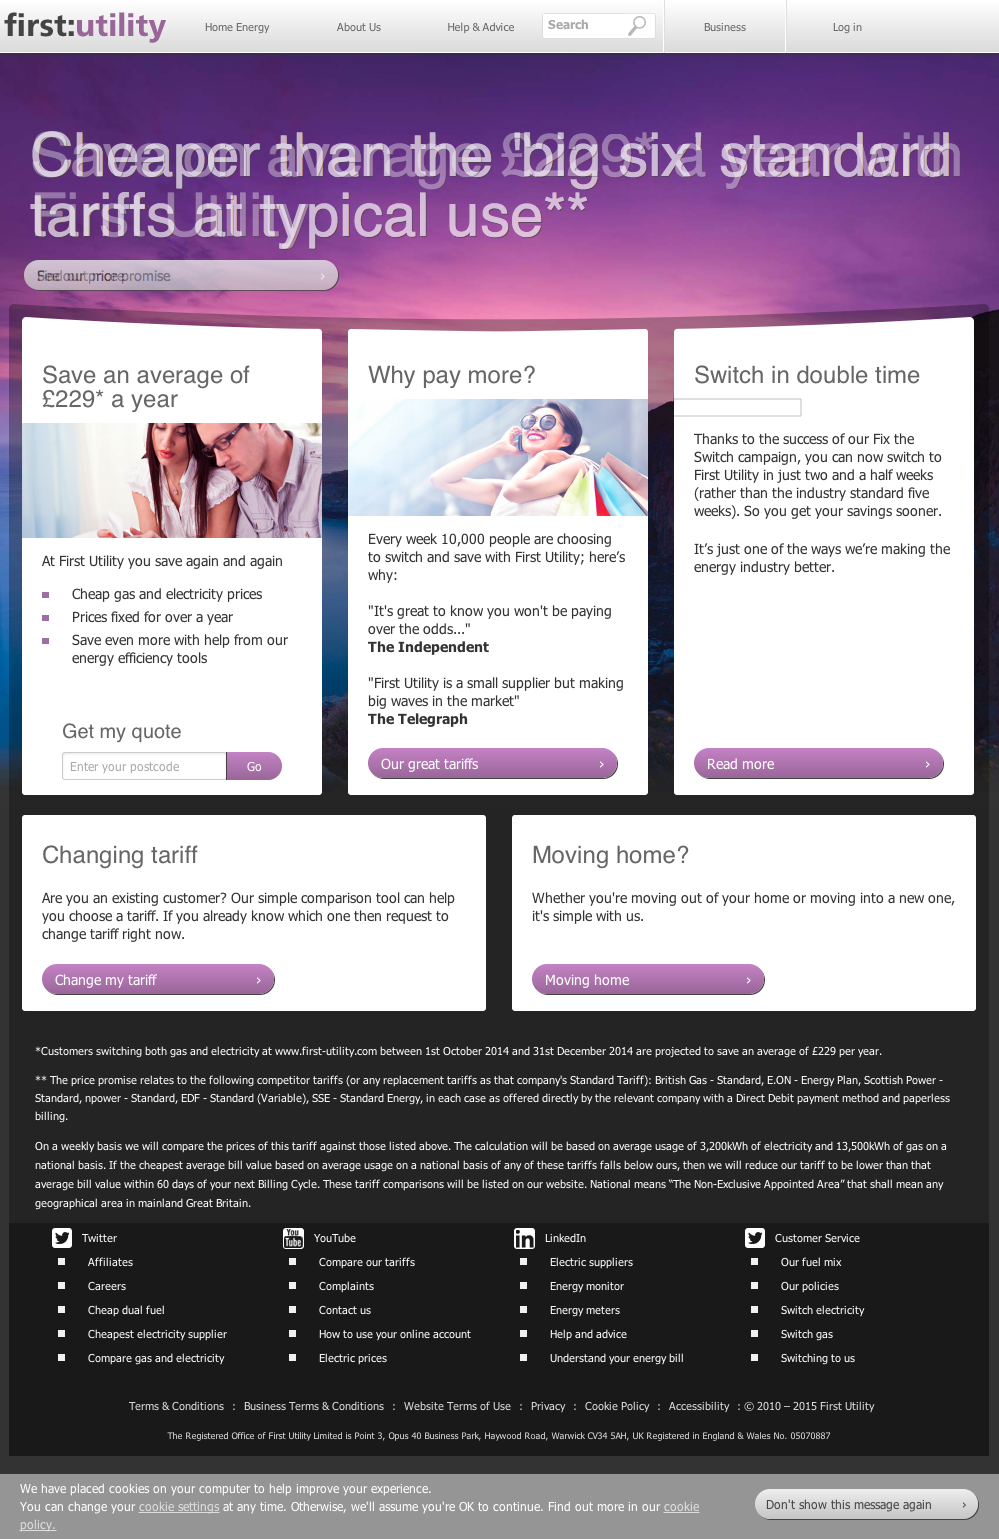 first:utility
Home Energy
About Us
Help & Advice
Search
Business
Log in
Cheaper than the 'big six' standard
tariffs at typical use**
Save on average £229* a year with
First Utility
See our price promise
Find out more
Save an average of
£229* a year
At First Utility you save again and again
Cheap gas and electricity prices
Prices fixed for over a year
Save even more with help from our
energy efficiency tools
Get my quote
Enter your postcode
Go
Why pay more?
Every week 10,000 people are choosing
to switch and save with First Utility; here’s
why:
"It's great to know you won't be paying
over the odds..."
The Independent
"First Utility is a small supplier but making
big waves in the market"
The Telegraph
Our great tariffs
Switch in double time
Thanks to the success of our Fix the
Switch campaign, you can now switch to
First Utility in just two and a half weeks
(rather than the industry standard five
weeks). So you get your savings sooner.
It’s just one of the ways we’re making the
energy industry better.
Read more
Changing tariff
Are you an existing customer? Our simple comparison tool can help
you choose a tariff. If you already know which one then request to
change tariff right now.
Change my tariff
Moving home?
Whether you're moving out of your home or moving into a new one,
it's simple with us.
Moving home
*Customers switching both gas and electricity at www.first-utility.com between 1st October 2014 and 31st December 2014 are projected to save an average of £229 per year.
** The price promise relates to the following competitor tariffs (or any replacement tariffs as that company's Standard Tariff): British Gas - Standard, E.ON - Energy Plan, Scottish Power -
Standard, npower - Standard, EDF - Standard (Variable), SSE - Standard Energy, in each case as offered directly by the relevant company with a Direct Debit payment method and paperless
billing.
On a weekly basis we will compare the prices of this tariff against those listed above. The calculation will be based on average usage of 3,200kWh of electricity and 13,500kWh of gas on a
national basis. If the cheapest average bill value based on average usage on a national basis of any of these tariffs falls below ours, then we will reduce our tariff to be lower than that
average bill value within 60 days of your next Billing Cycle. These tariff comparisons will be listed on our website. National means “The Non-Exclusive Appointed Area” that shall mean any
geographical area in mainland Great Britain.
Twitter
Affiliates
Careers
Cheap dual fuel
Cheapest electricity supplier
Compare gas and electricity
You Tube
YouTube
Compare our tariffs
Complaints
Contact us
How to use your online account
Electric prices
in
LinkedIn
Electric suppliers
Energy monitor
Energy meters
Help and advice
Understand your energy bill
Customer Service
Our fuel mix
Our policies
Switch electricity
Switch gas
Switching to us
Terms & Conditions : Business Terms & Conditions : Website Terms of Use : Privacy : Cookie Policy : Accessibility : © 2010 – 2015 First Utility
The Registered Office of First Utility Limited is Point 3, Opus 40 Business Park, Haywood Road, Warwick CV34 5AH, UK Registered in England & Wales No. 05070887
We have placed cookies on your computer to help improve your experience.
You can change your cookie settings at any time. Otherwise, we'll assume you're OK to continue. Find out more in our cookie
policy.
Don't show this message again